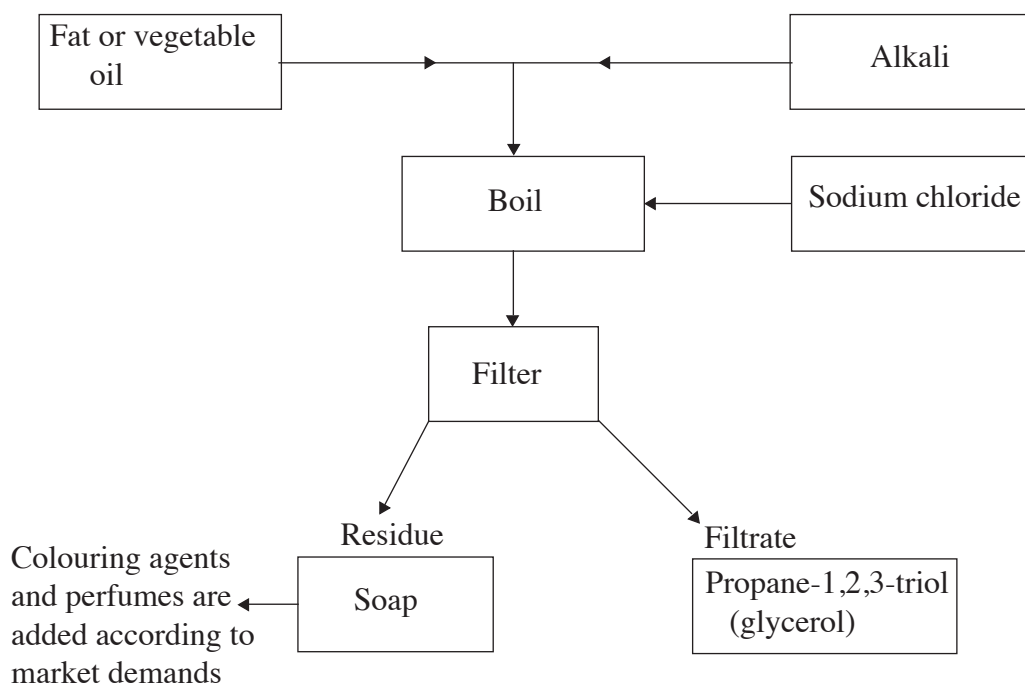 Fat or vegetable
oil
Alkali
Boil
Sodium chloride
Filter
Residue
Filtrate
Colouring agents
and perfumes are
added according to
market demands
Soap
Propane-1,2,3-triol
(glycerol)